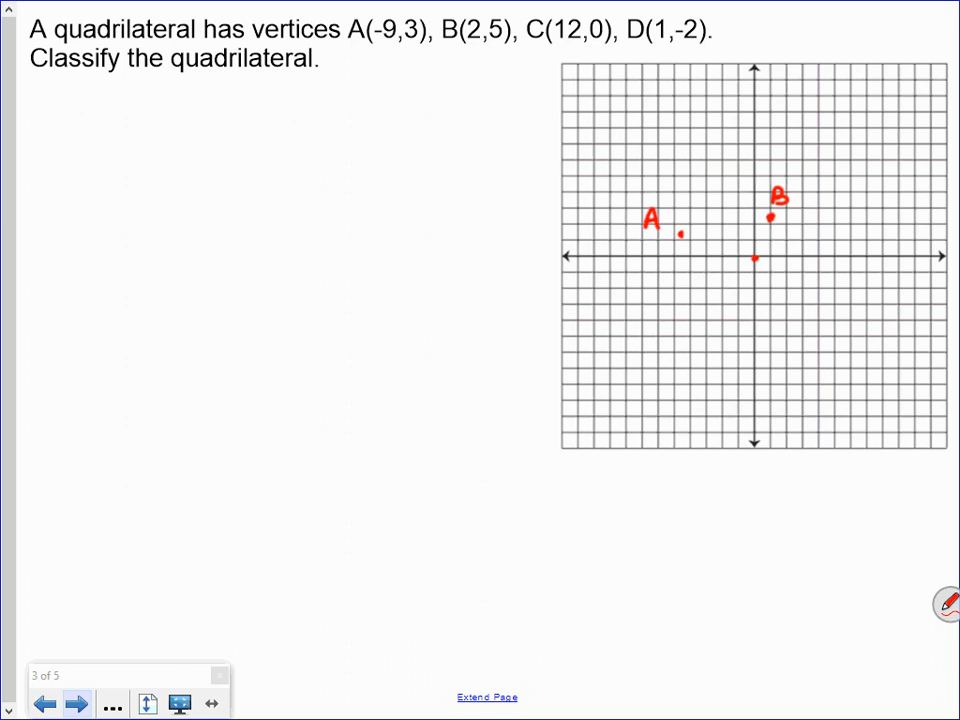 A quadrilateral has vertices A(-9,3), B(2,5), C(12,0), D(1,-2).
Classify the quadrilateral.
B
A
3 of 5
...
Extend Page